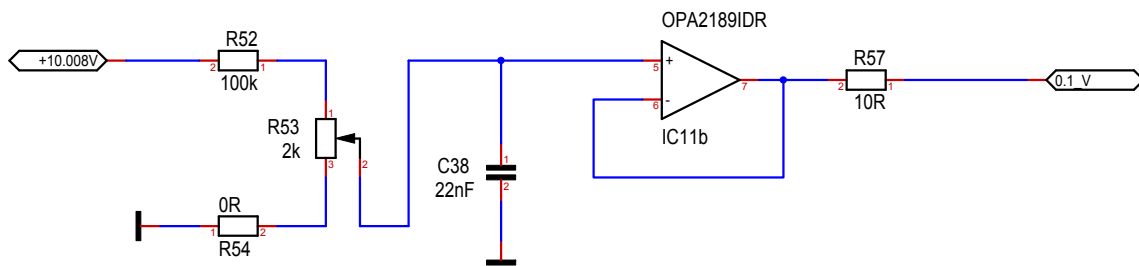 OPA2189IDR
+10.008V
R52
2
1
100k
5
+
7
6
-
IC11b
2
R57
1
10R
0.1_V
1
R53
2k
2
3
C38
22nF
1
2
0R
1
2
R54